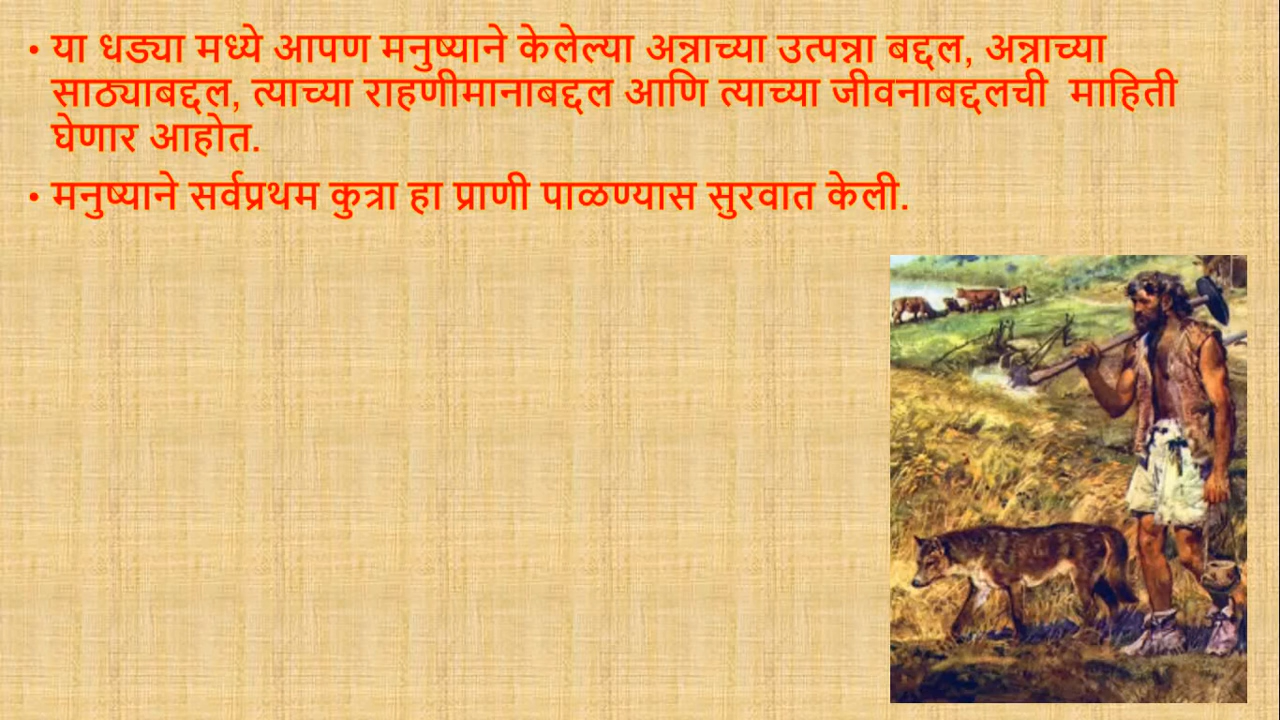 • या धड्या मध्ये आपण मनुष्याने केलेल्या अन्नाच्या उत्पन्ना बद्दल, अन्नाच्या
साठ्याबद्दल, त्याच्या राहणीमानाबद्दल आणि त्याच्या जीवनाबद्दलची माहिती
घेणार आहोत.
• मनुष्याने सर्वप्रथम कुत्रा हा प्राणी पाळण्यास सुरवात केली.